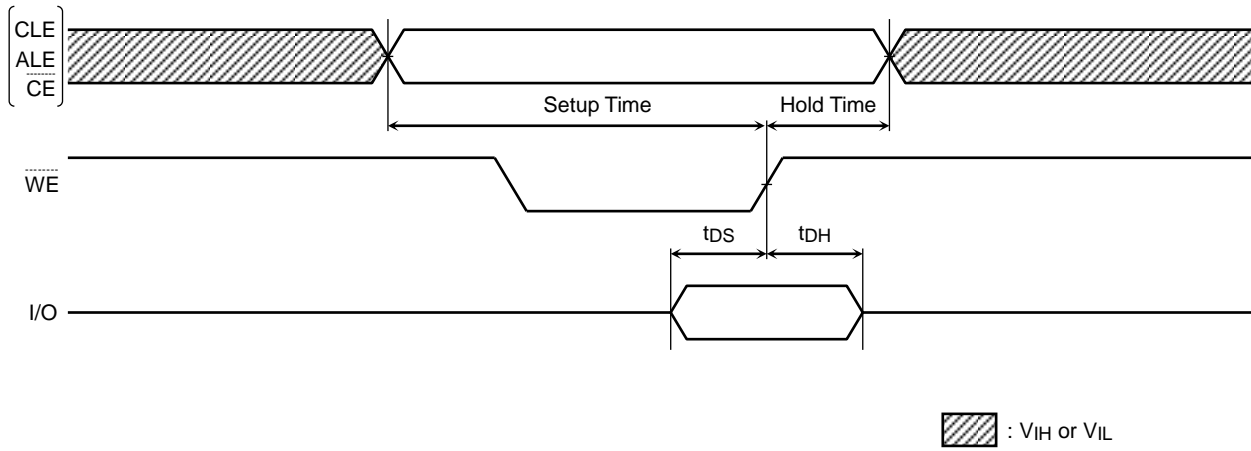 CLE
ALE
CE
Setup Time
Hold Time
WE
tDS
tDH
I/O
: VIH or VIL